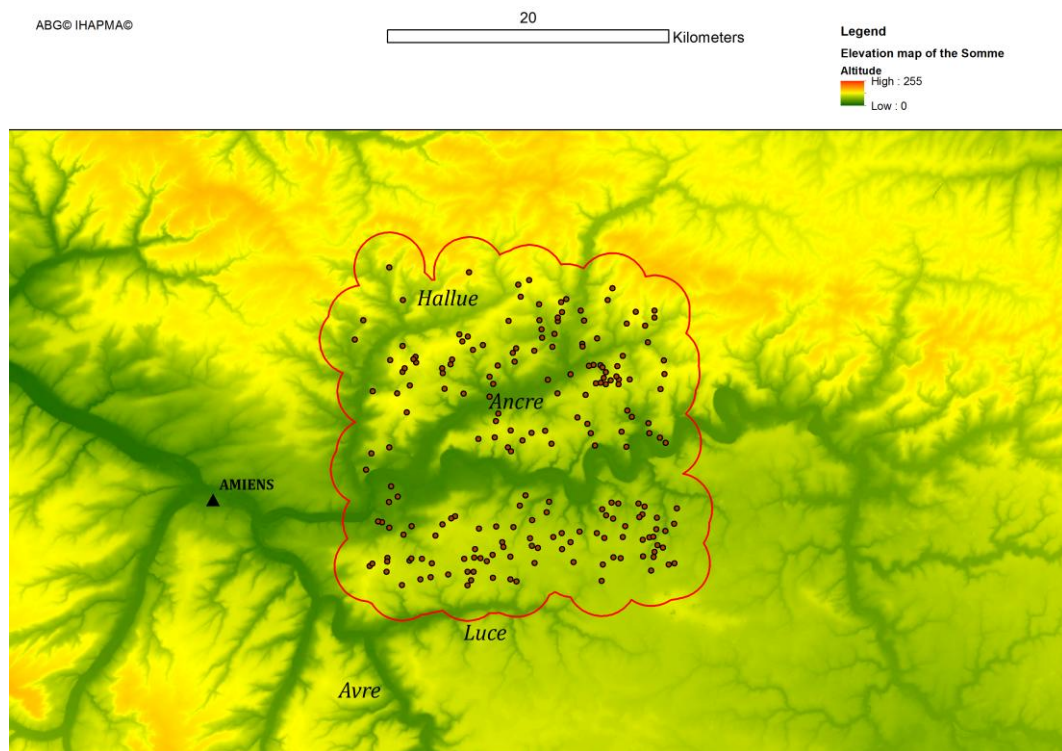 ABG© IHAPMA©
20
Kilometers
Legend
Elevation map of the Somme
Altitude
High : 255
Low : 0
Hallue
Ancre
AMIENS
Luce
Avre